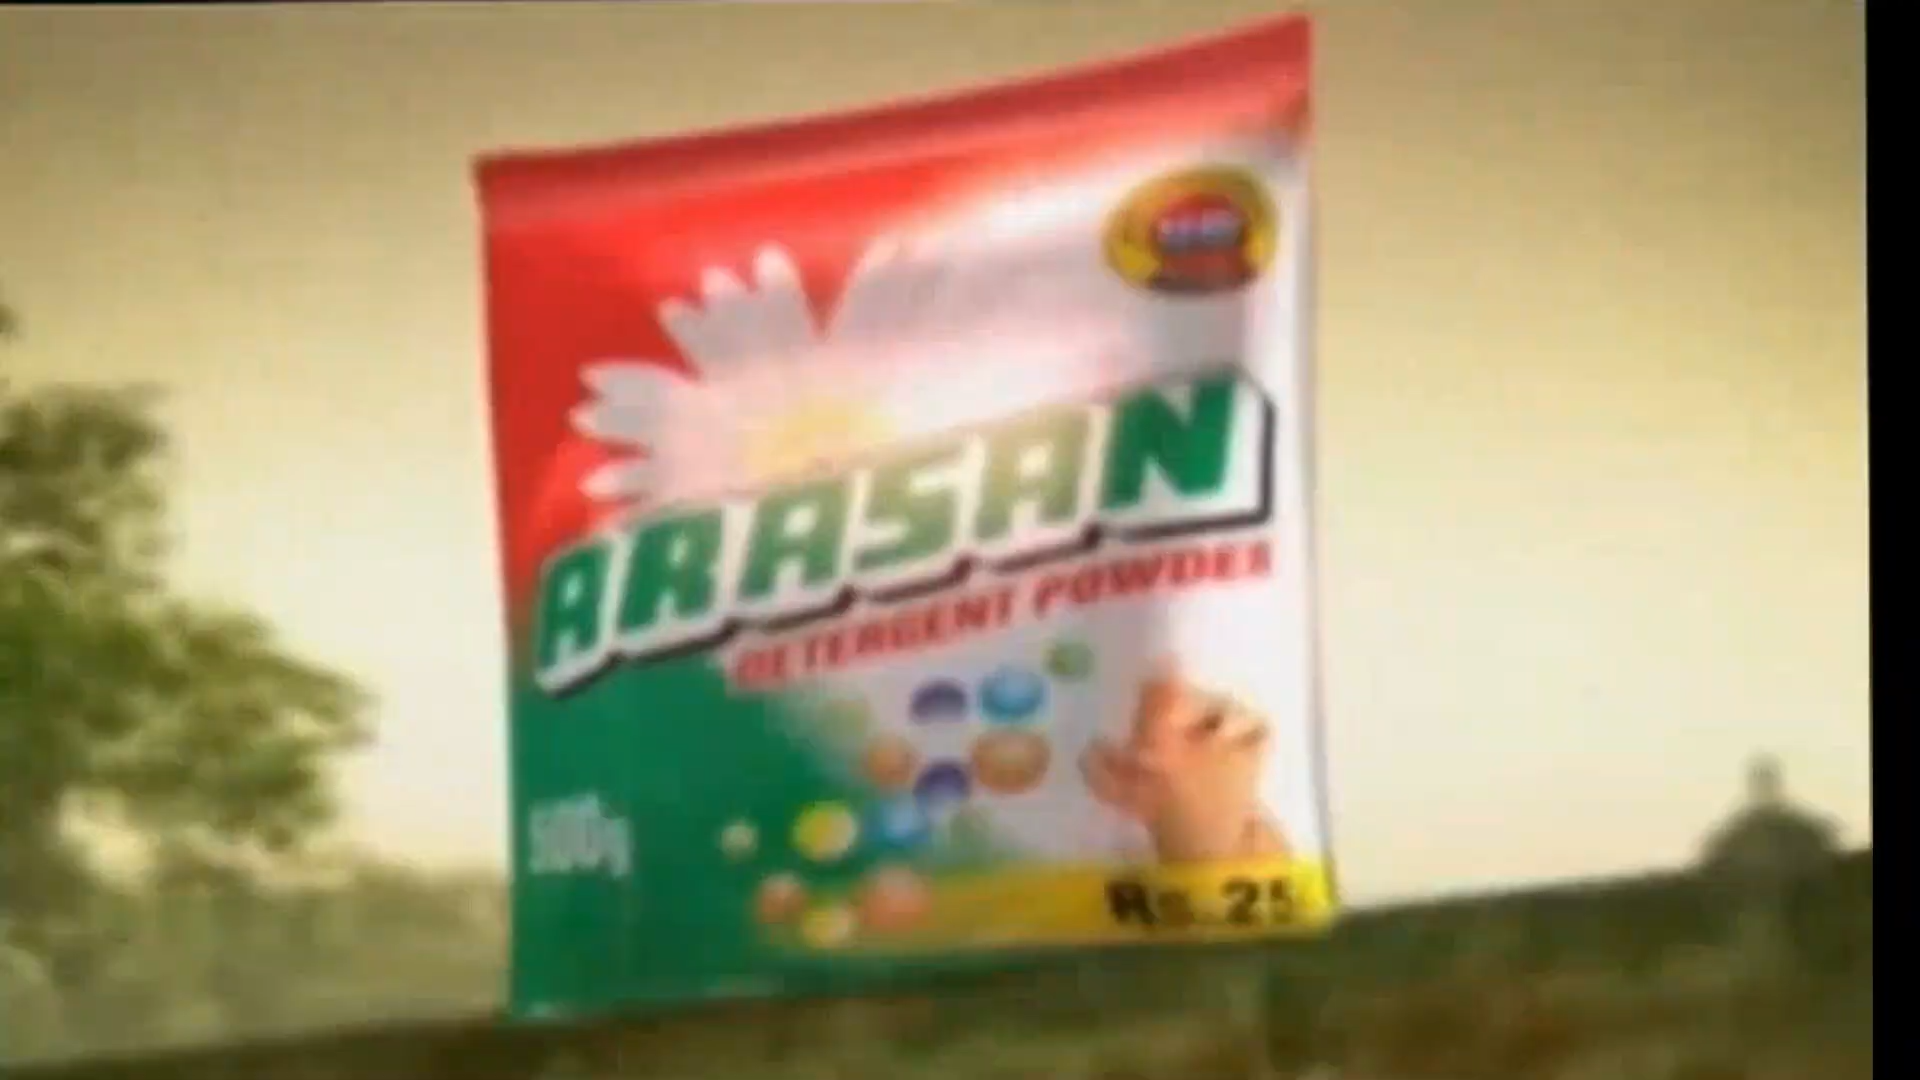 ARASAN
DETERGENT POWDER
500g
Rs. 25